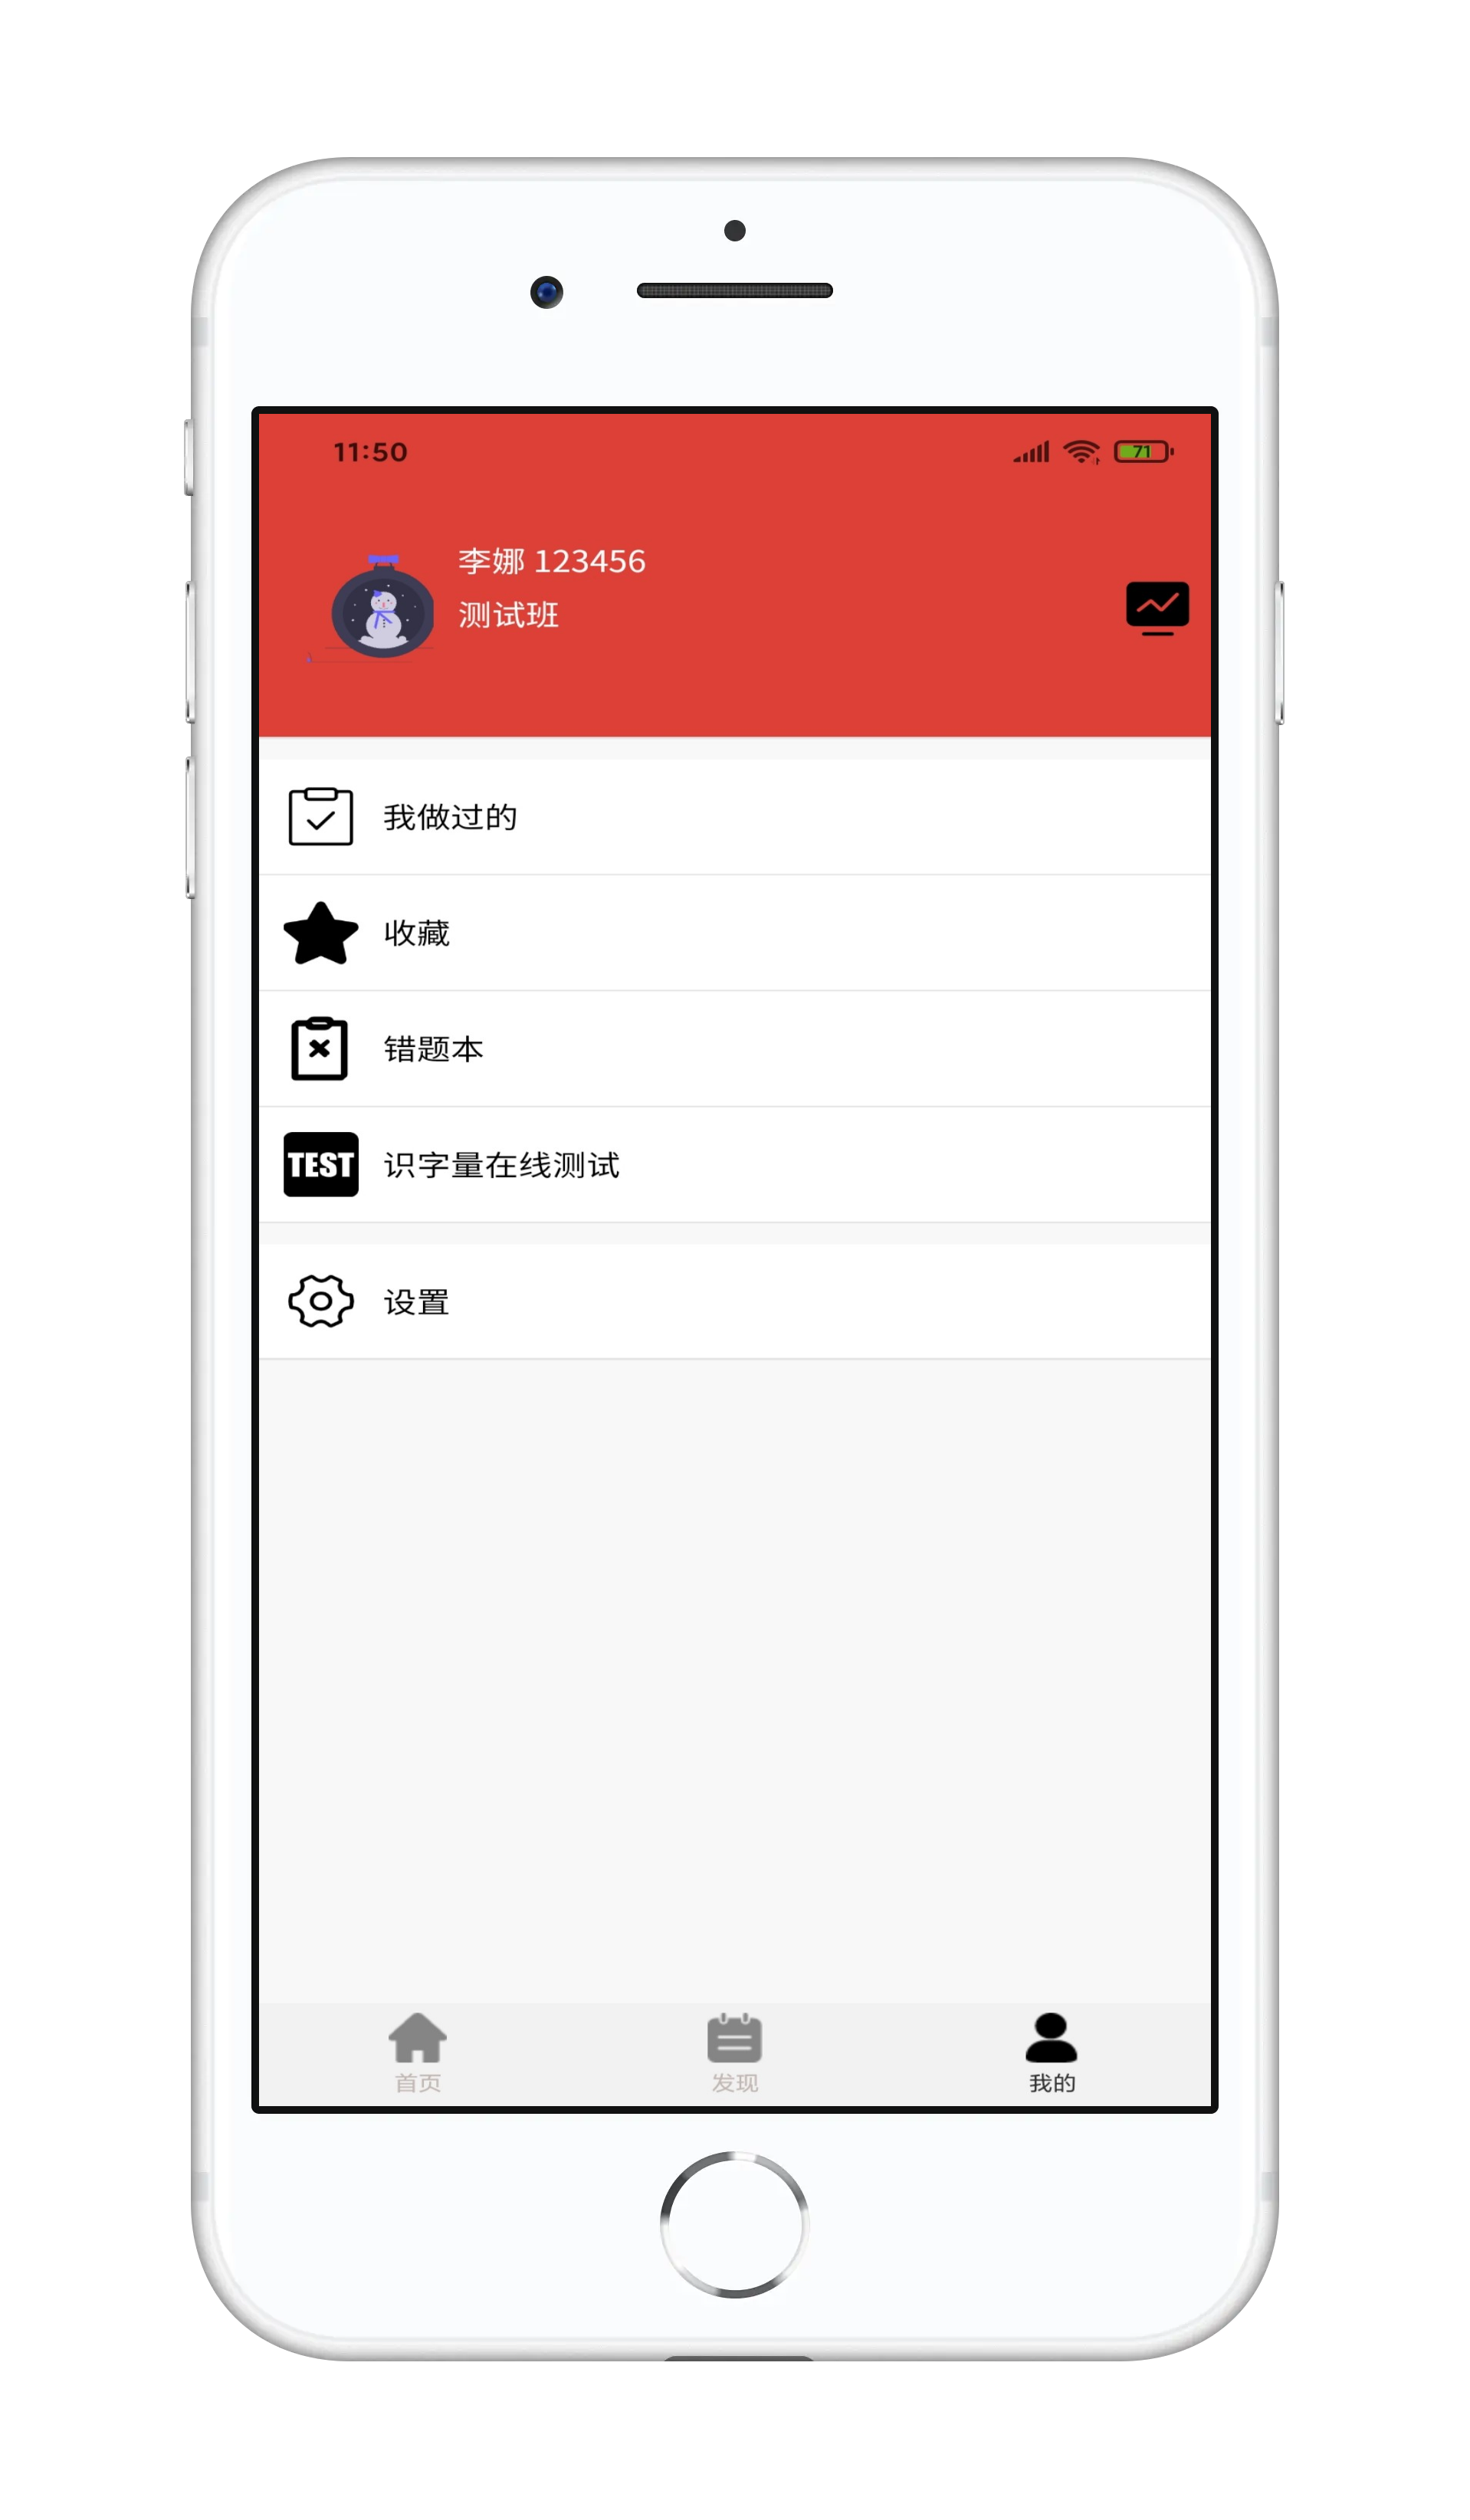 11:50
71
李娜 123456
测试班
我做过的
收藏
错题本
TEST
识字量在线测试
设置
首页
发现
我的